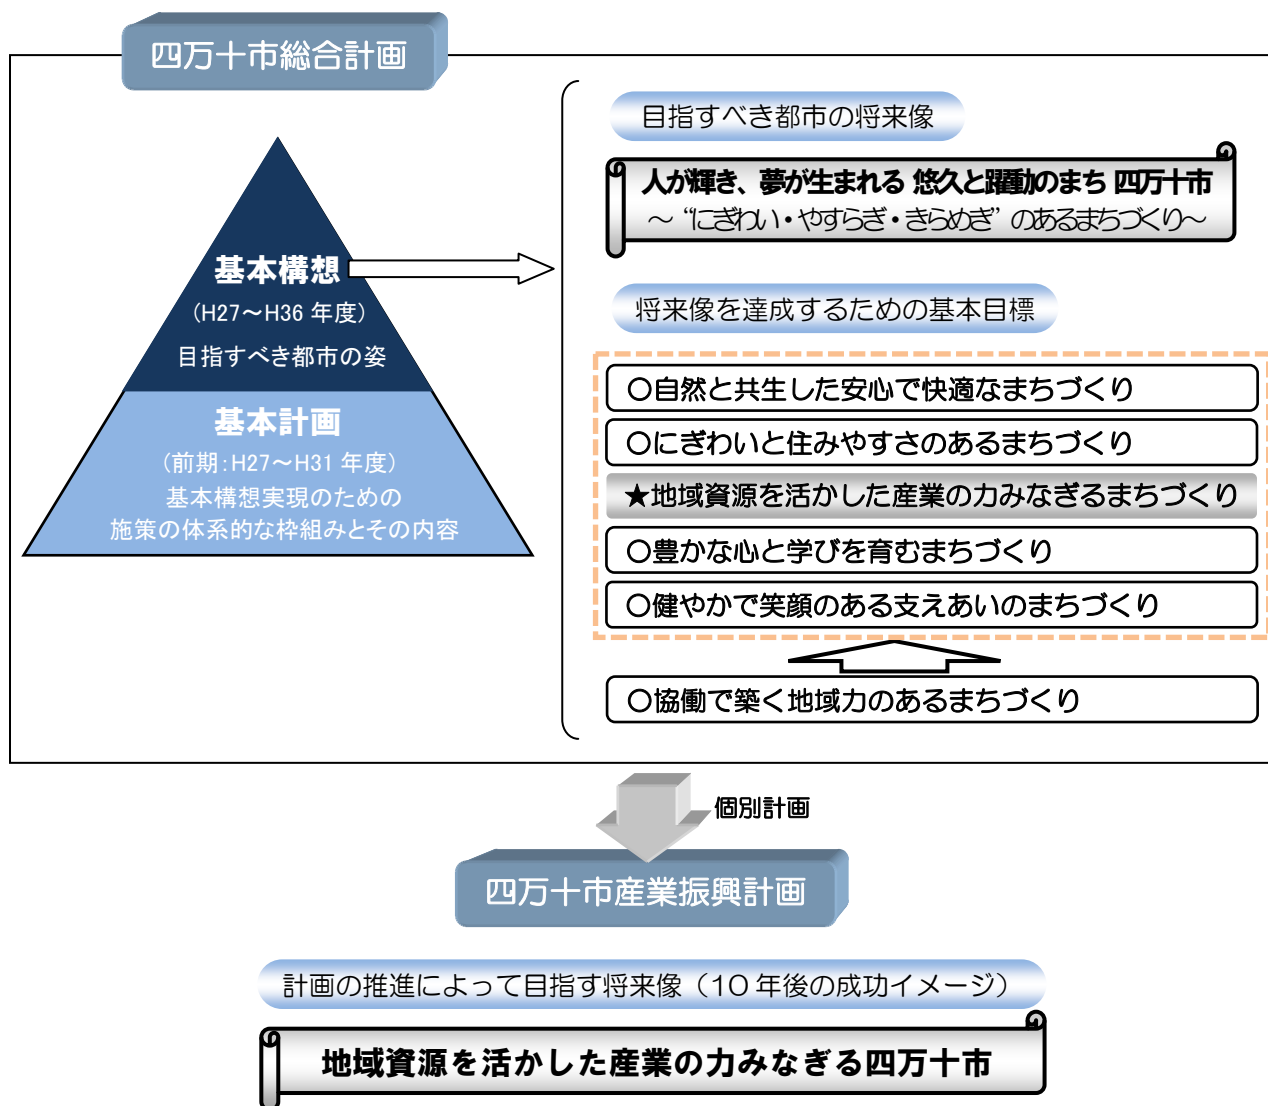 四万十市総合計画
基本構想
(H27～H36 年度)
目指すべき都市の姿
基本計画
(前期:H27～H31 年度)
基本構想実現のための
施策の体系的な枠組みとその内容
目指すべき都市の将来像
人が輝き、夢が生まれる 悠久と躍動のまち 四万十市
～ “にぎわい・やすらぎ・きらめき” のあるまちづくり～
将来像を達成するための基本目標
○自然と共生した安心で快適なまちづくり
○にぎわいと住みやすさのあるまちづくり
★地域資源を活かした産業の力みなぎるまちづくり
○豊かな心と学びを育むまちづくり
○健やかで笑顔のある支えあいのまちづくり
○協働で築く地域力のあるまちづくり
個別計画
四万十市産業振興計画
計画の推進によって目指す将来像（10 年後の成功イメージ）
地域資源を活かした産業の力みなぎる四万十市